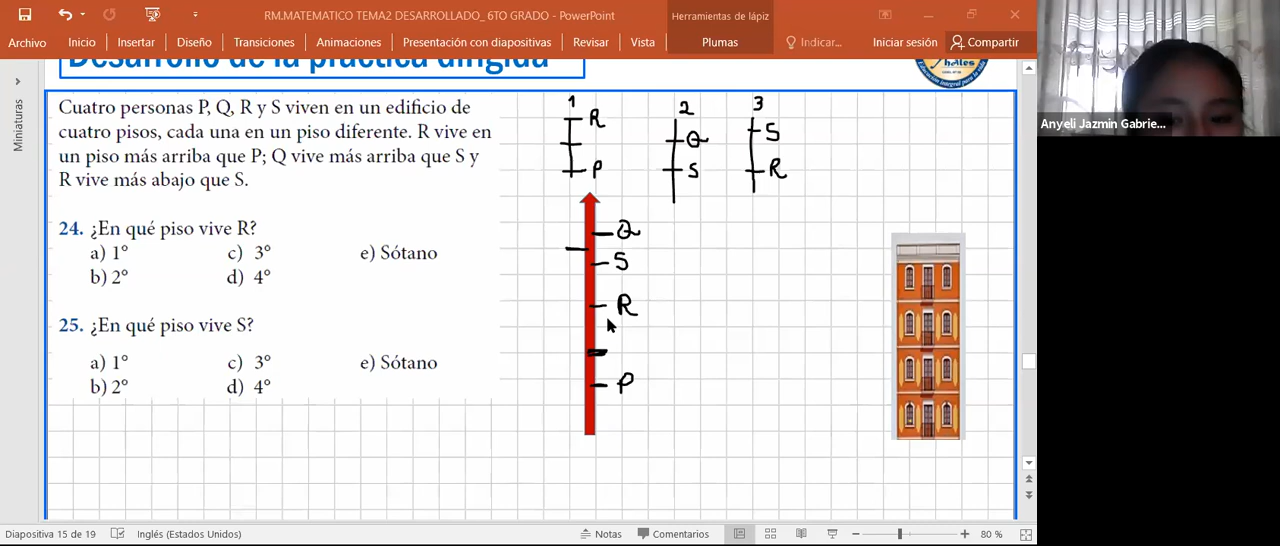 RM.MATEMATICO TEMA2 DESARROLLADO_ 6TO GRADO - PowerPoint
Herramientas de lápiz
Archivo Inicio Insertar Diseño Transiciones Animaciones Presentación con diapositivas Revisar Vista Plumas Indicar... Iniciar sesión Compartir
Miniaturas
Desarrollo de la práctica dirigida
Cuatro personas P, Q, R y S viven en un edificio de
cuatro pisos, cada una en un piso diferente. R vive en
un piso más arriba que P; Q vive más arriba que S y
R vive más abajo que S.
24. ¿En qué piso vive R?
a) 1° c) 3° e) Sótano
b) 2° d) 4°
25. ¿En qué piso vive S?
a) 1° c) 3° e) Sótano
b) 2° d) 4°
1 2 3
R
P
Q
S
S
R
Q
S
R
P
Anyeli Jazmin Gabrie...
Diapositiva 15 de 19 Inglés (Estados Unidos) Notas Comentarios 80 %